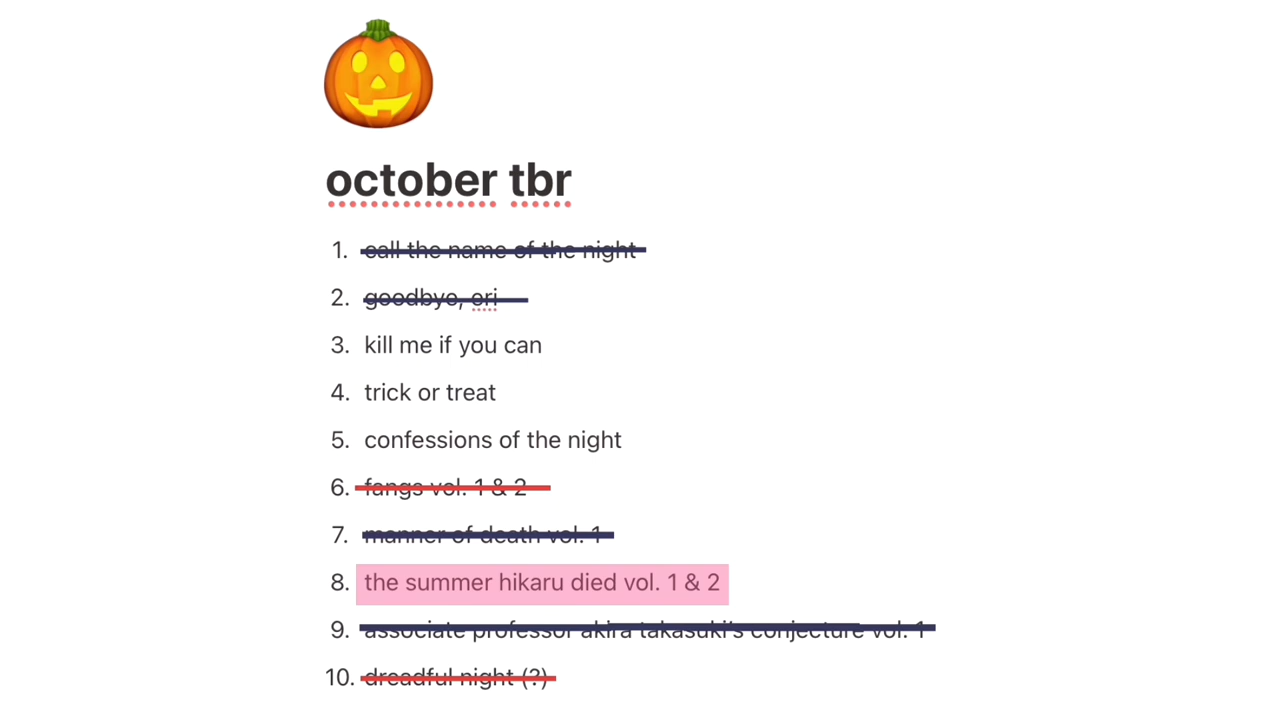 october tbr
1. call the name of the night
2. goodbye, eri
3. kill me if you can
4. trick or treat
5. confessions of the night
6. fangs vol. 1 & 2
7. manner of death vol. 1
8. the summer hikaru died vol. 1 & 2
9. associate professor akira takasuki's conjecture vol. 1
10. dreadful night (?)